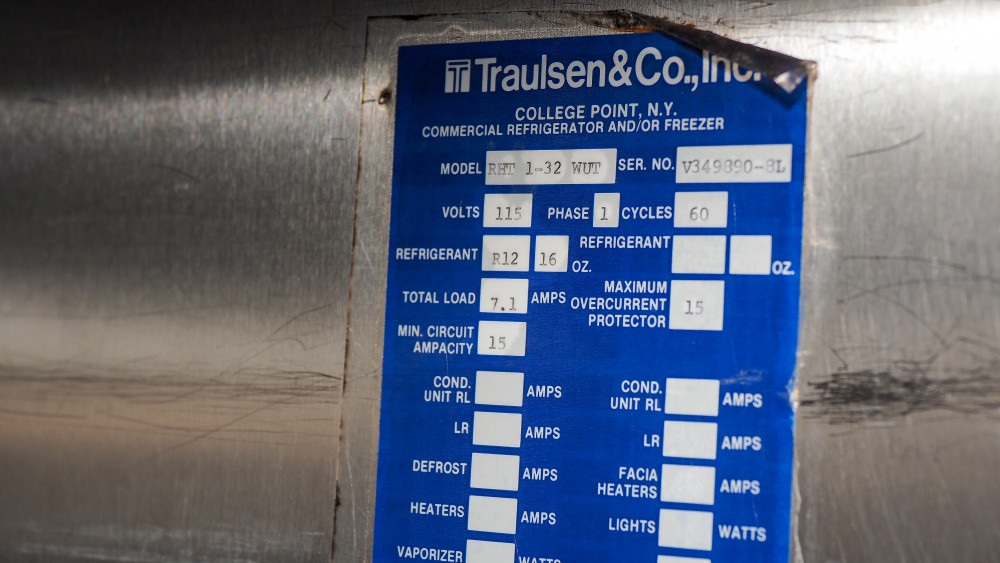 Traulsen & Co., Inc.
COLLEGE POINT, N.Y.
COMMERCIAL REFRIGERATOR AND/OR FREEZER
MODEL RHT 1-32 WUT SER. NO. V349890-8L
VOLTS 115 PHASE 1 CYCLES 60
REFRIGERANT R12 16 OZ. REFRIGERANT OZ.
TOTAL LOAD 7.1 AMPS MAXIMUM OVERCURRENT PROTECTOR 15
MIN. CIRCUIT AMPACITY 15
COND. UNIT RL AMPS COND. UNIT RL AMPS
LR AMPS LR AMPS
DEFROST AMPS FACIA HEATERS AMPS
HEATERS AMPS LIGHTS WATTS
VAPORIZER WATTS